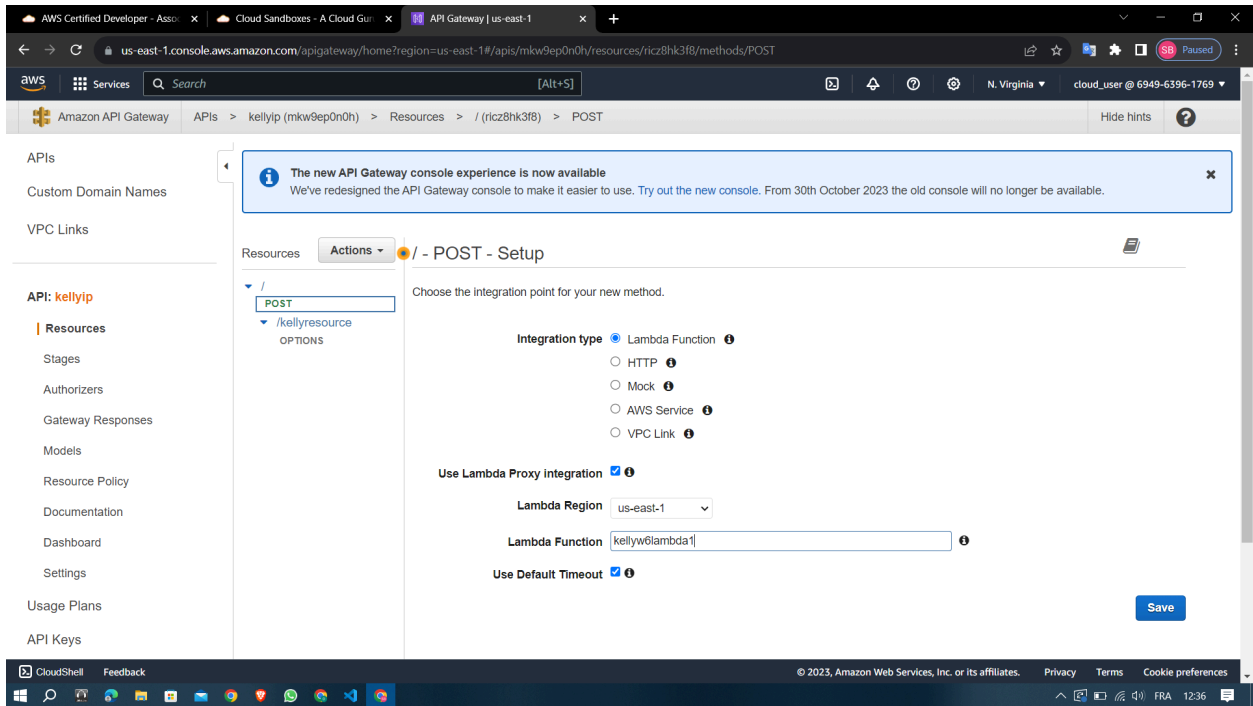 AWS Certified Developer - Asso
Cloud Sandboxes - A Cloud Gur
API Gateway | us-east-1
us-east-1.console.aws.amazon.com/apigateway/home?region=us-east-1#/apis/mkw9ep0n0h/resources/ricz8hk3f8/methods/POST
SB Paused
aws Services Search [Alt+S] N. Virginia cloud_user @ 6949-6396-1769
Amazon API Gateway APIs > kellyip (mkw9ep0n0h) > Resources > / (ricz8hk3f8) > POST Hide hints
APIs
Custom Domain Names
VPC Links
API: kellyip
Resources
Stages
Authorizers
Gateway Responses
Models
Resource Policy
Documentation
Dashboard
Settings
Usage Plans
API Keys
The new API Gateway console experience is now available
We've redesigned the API Gateway console to make it easier to use. Try out the new console. From 30th October 2023 the old console will no longer be available.
Resources Actions
/
POST
/kellyresource
OPTIONS
/ - POST - Setup
Choose the integration point for your new method.
Integration type Lambda Function
HTTP
Mock
AWS Service
VPC Link
Use Lambda Proxy integration
Lambda Region us-east-1
Lambda Function kellyw6lambda1
Use Default Timeout
Save
CloudShell Feedback © 2023, Amazon Web Services, Inc. or its affiliates. Privacy Terms Cookie preferences
FRA 12:36